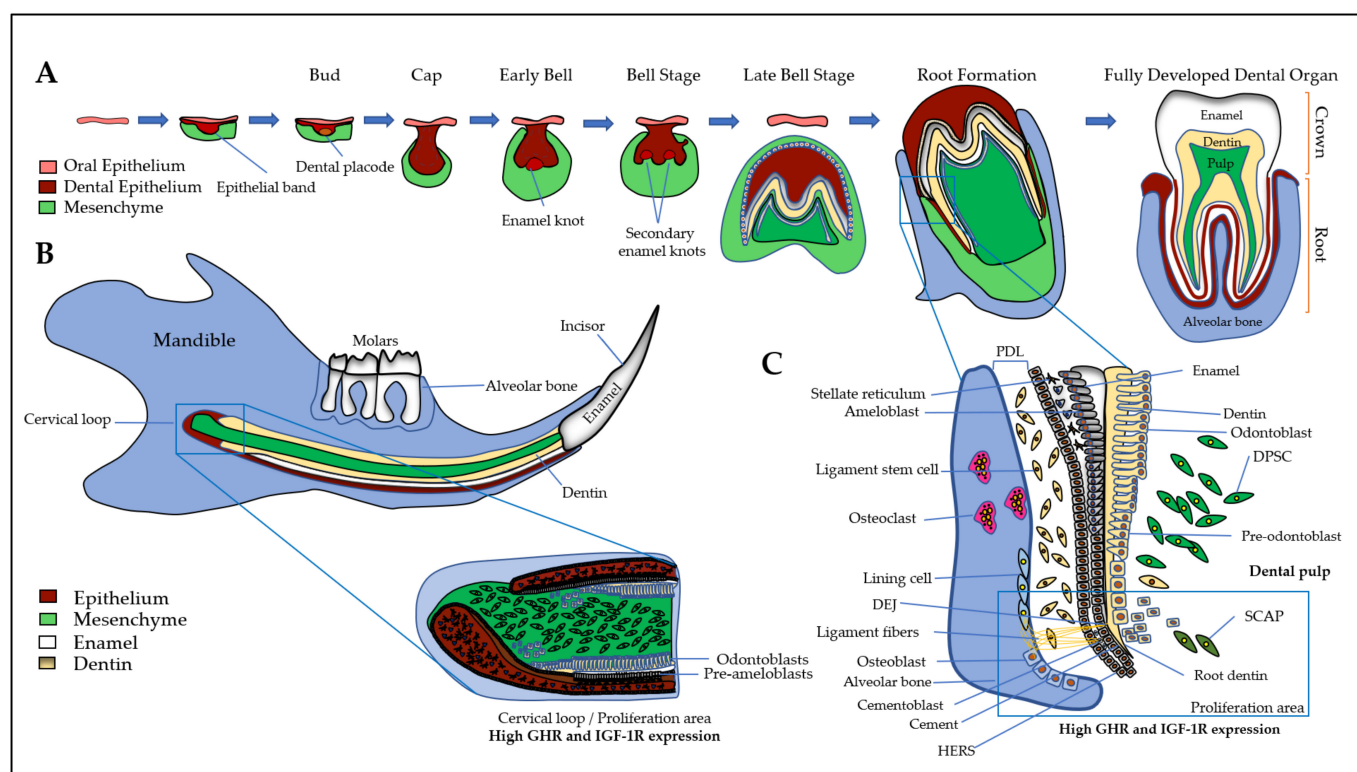 A
Bud
Cap
Early Bell
Bell Stage
Late Bell Stage
Root Formation
Fully Developed Dental Organ
Oral Epithelium
Dental Epithelium
Mesenchyme
Epithelial band
Dental placode
Enamel knot
Secondary
enamel knots
Enamel
Dentin
Pulp
Alveolar bone
Crown
Root
B
Mandible
Molars
Incisor
Alveolar bone
Enamel
Cervical loop
Dentin
Epithelium
Mesenchyme
Enamel
Dentin
Odontoblasts
Pre-ameloblasts
Cervical loop / Proliferation area
High GHR and IGF-1R expression
C
PDL
Stellate reticulum
Ameloblast
Ligament stem cell
Osteoclast
Lining cell
DEJ
Ligament fibers
Osteoblast
Alveolar bone
Cementoblast
Cement
HERS
Enamel
Dentin
Odontoblast
DPSC
Pre-odontoblast
Dental pulp
SCAP
Root dentin
Proliferation area
High GHR and IGF-1R expression